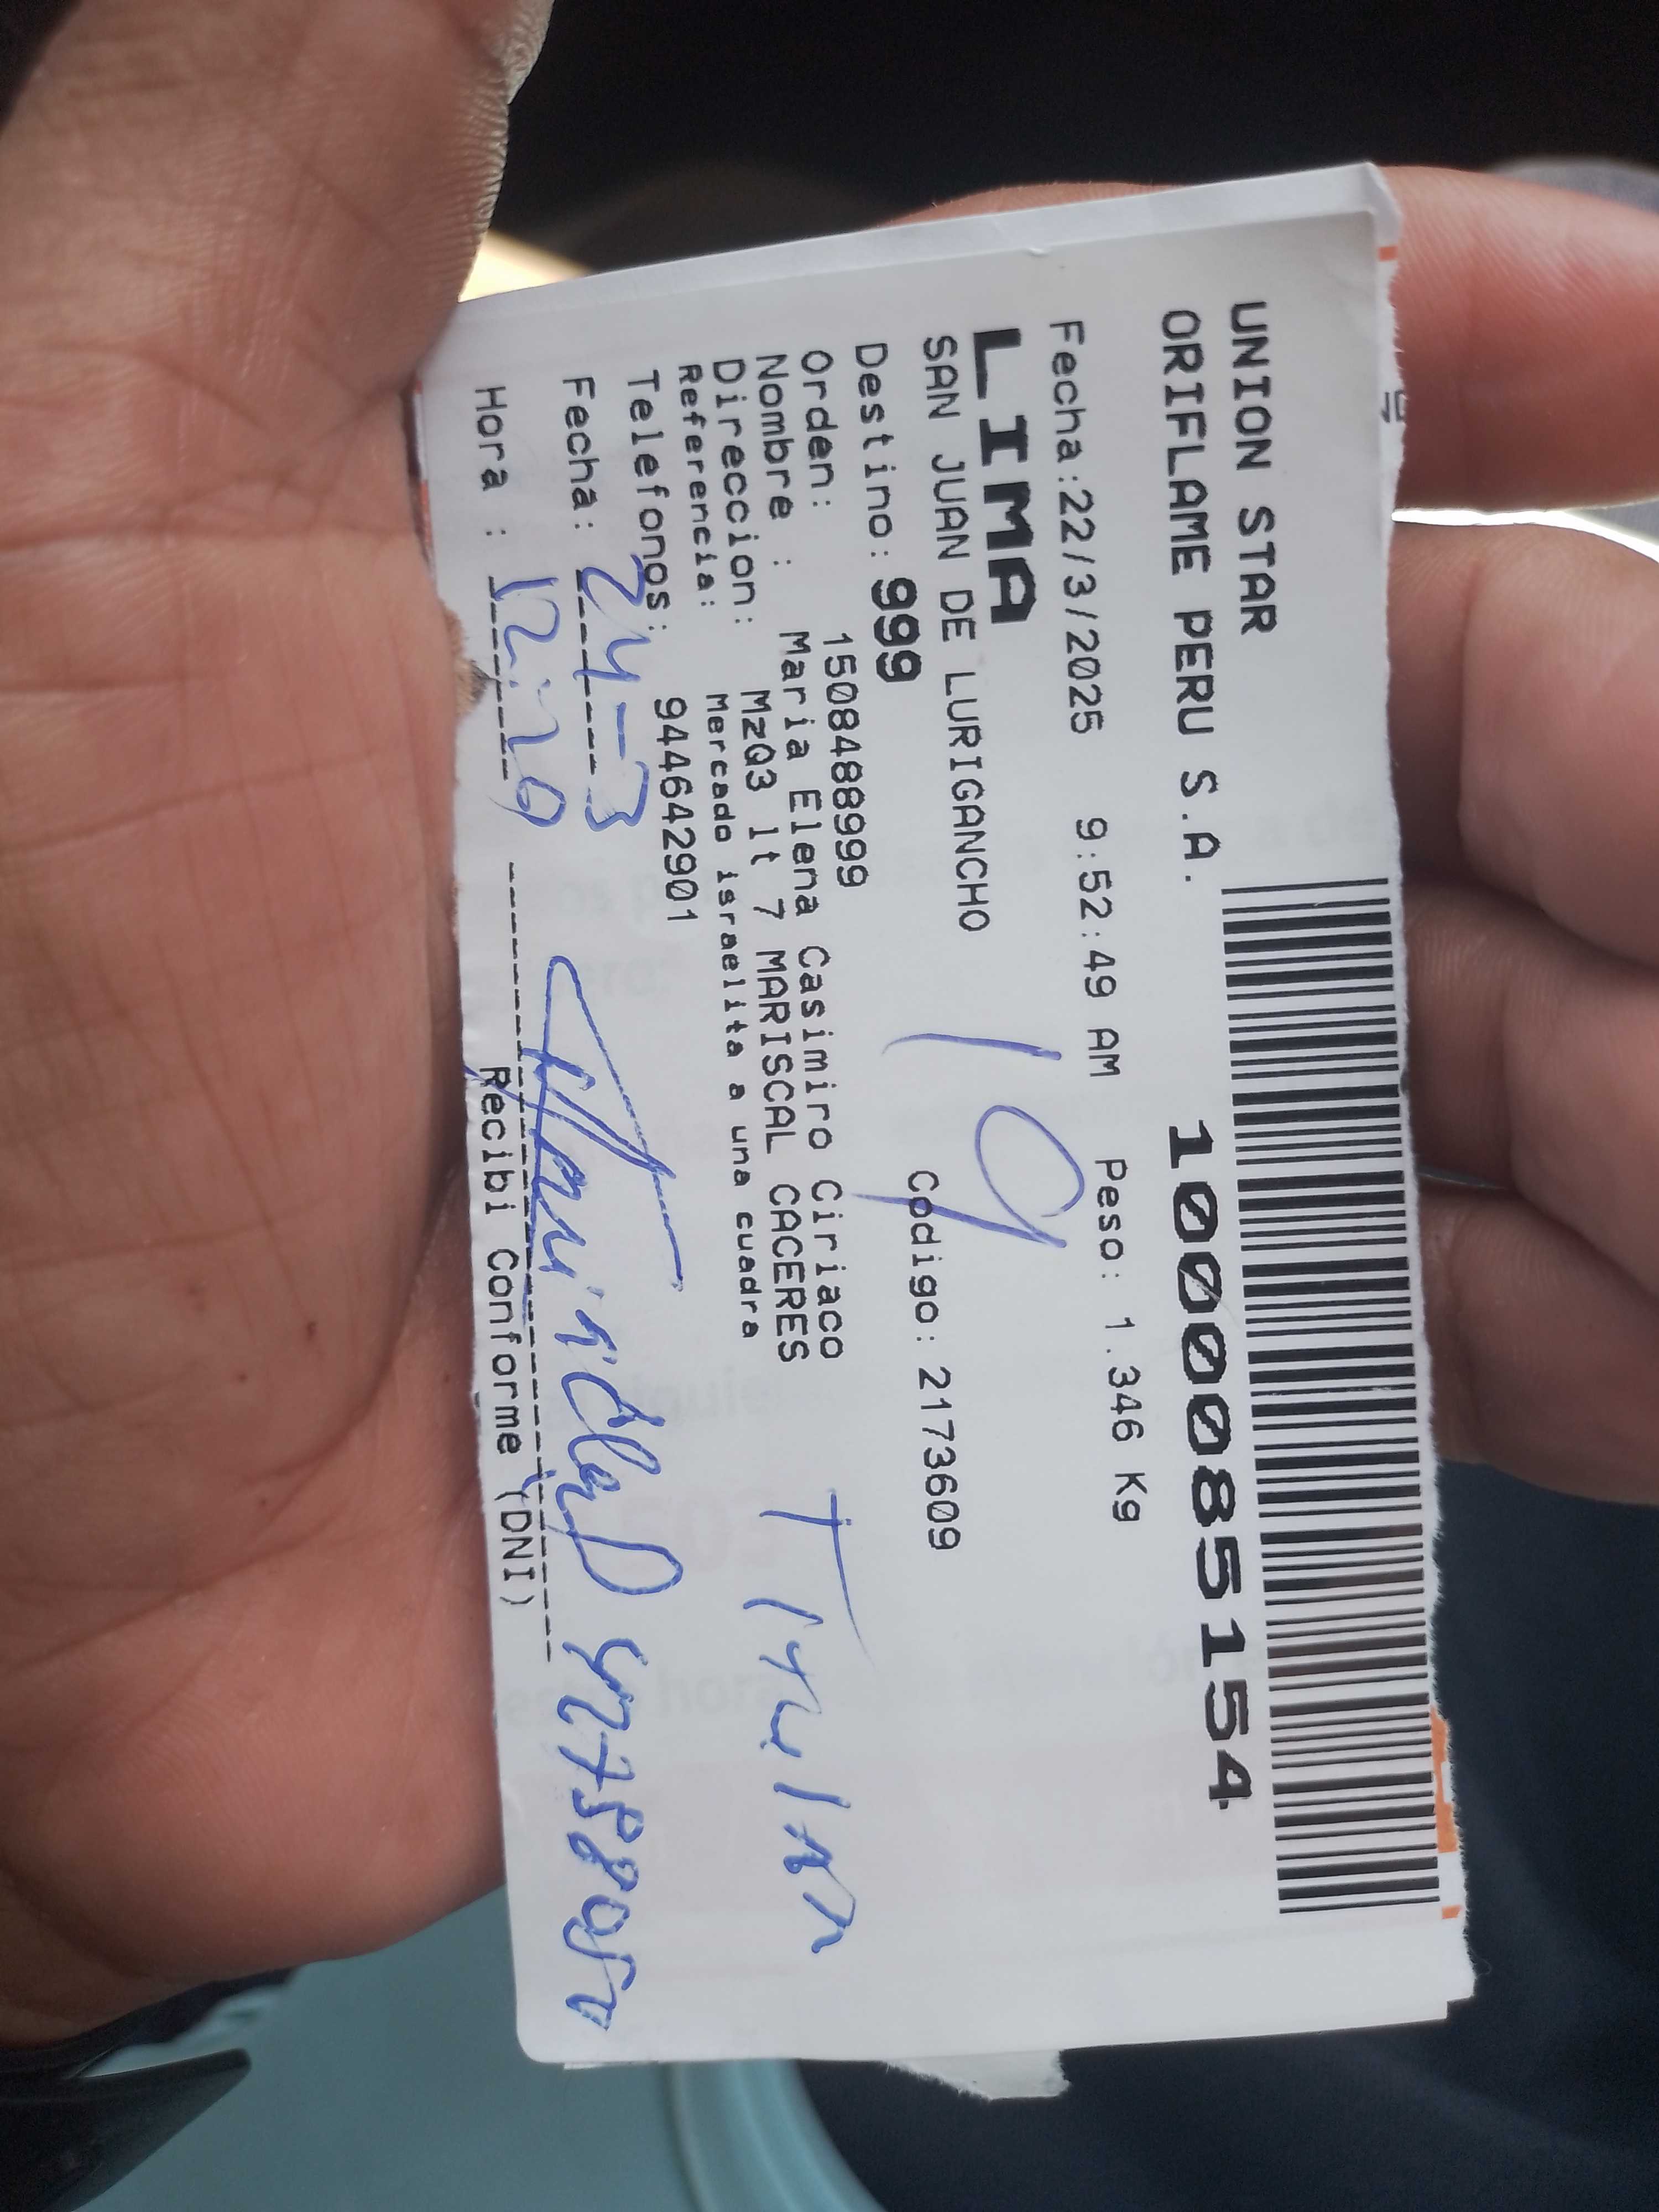 UNION STAR
ORIFLAME PERU S.A.
1000085154
Fecha:22/3/2025 9:52:49 AM Peso: 1.346 Kg
LIMA
19
SAN JUAN DE LURIGANCHO
Destino: 999 Codigo: 2173609
Orden: 1508488999
Nombre : Maria Elena Casimiro Ciriaco
Direccion: MzQ3 lt 7 MARISCAL CACERES
Referencia: Mercado israelita a una cuadra
Telefonos: 944642901
Fecha: 24-3
Hora : 12:20
Recibi Conforme (DNI)